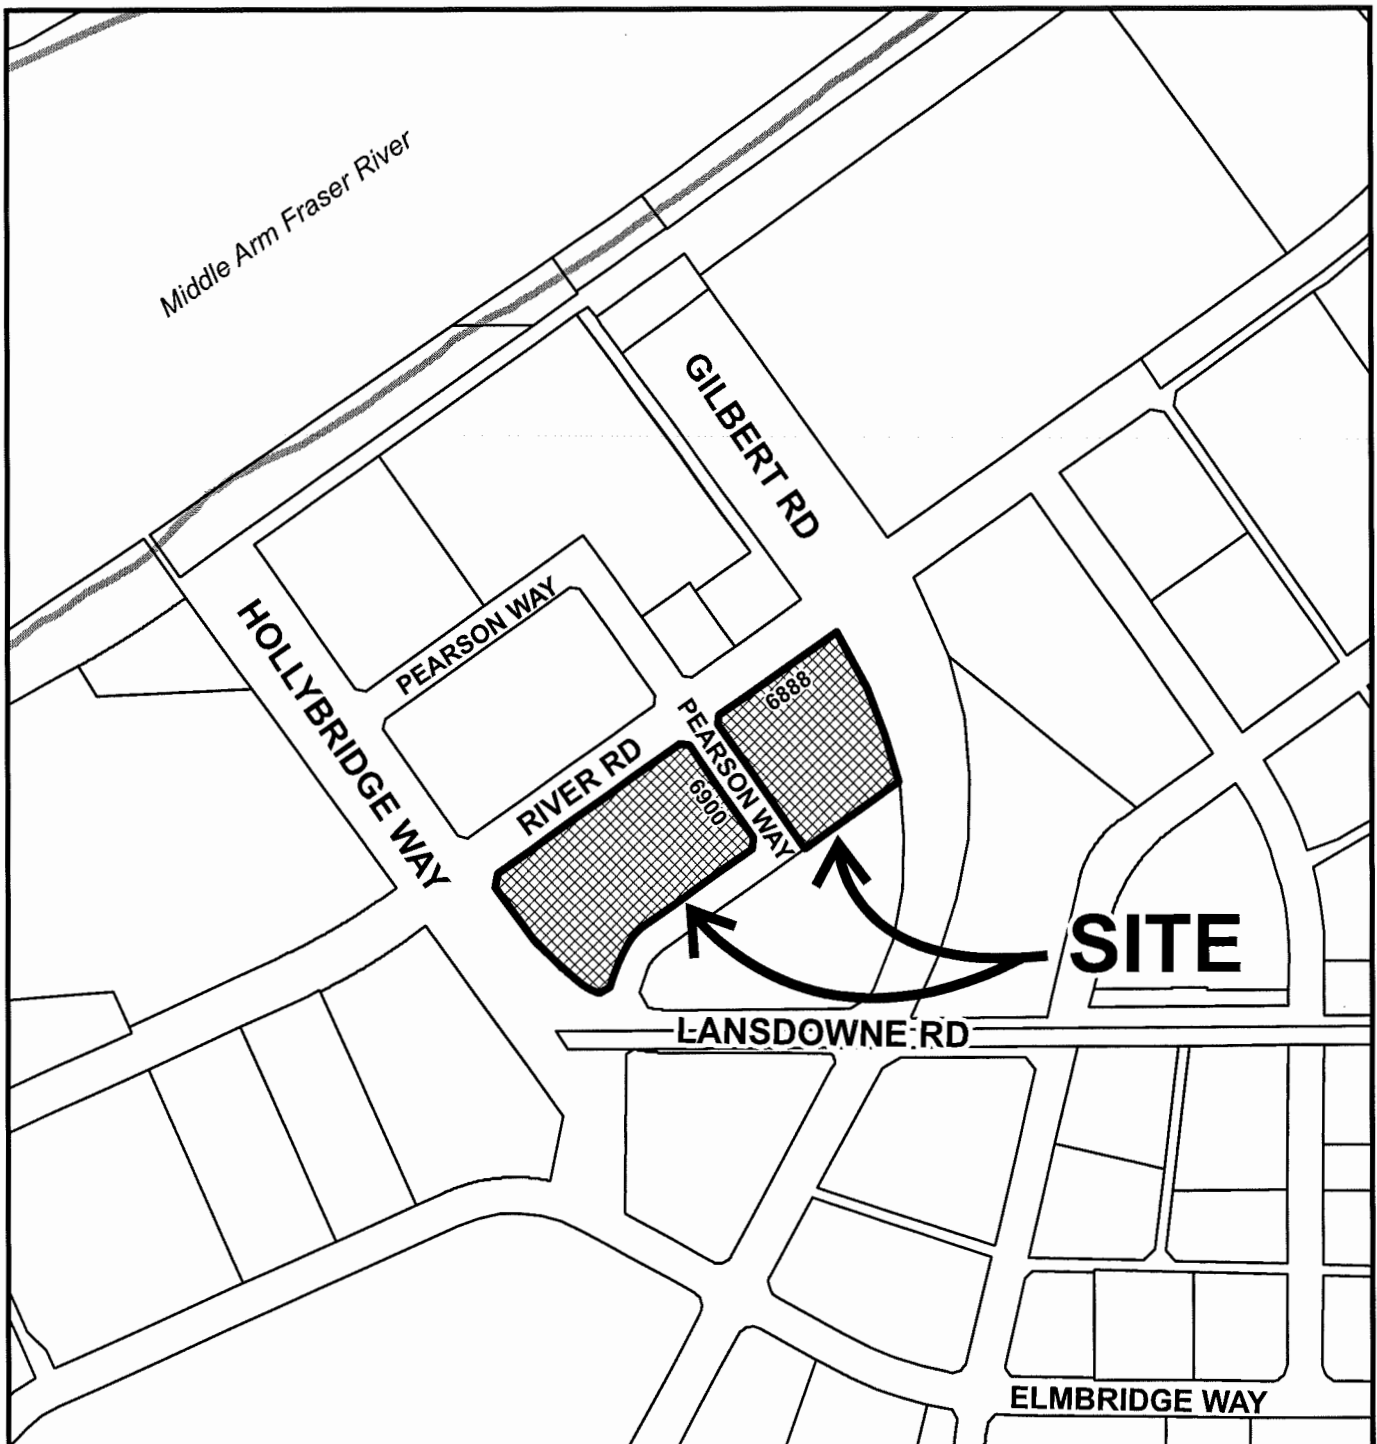 Middle Arm Fraser River
GILBERT RD
HOLLYBRIDGE WAY
PEARSON WAY
6888
PEARSON WAY
RIVER RD
6900
SITE
LANSDOWNE RD
ELMBRIDGE WAY